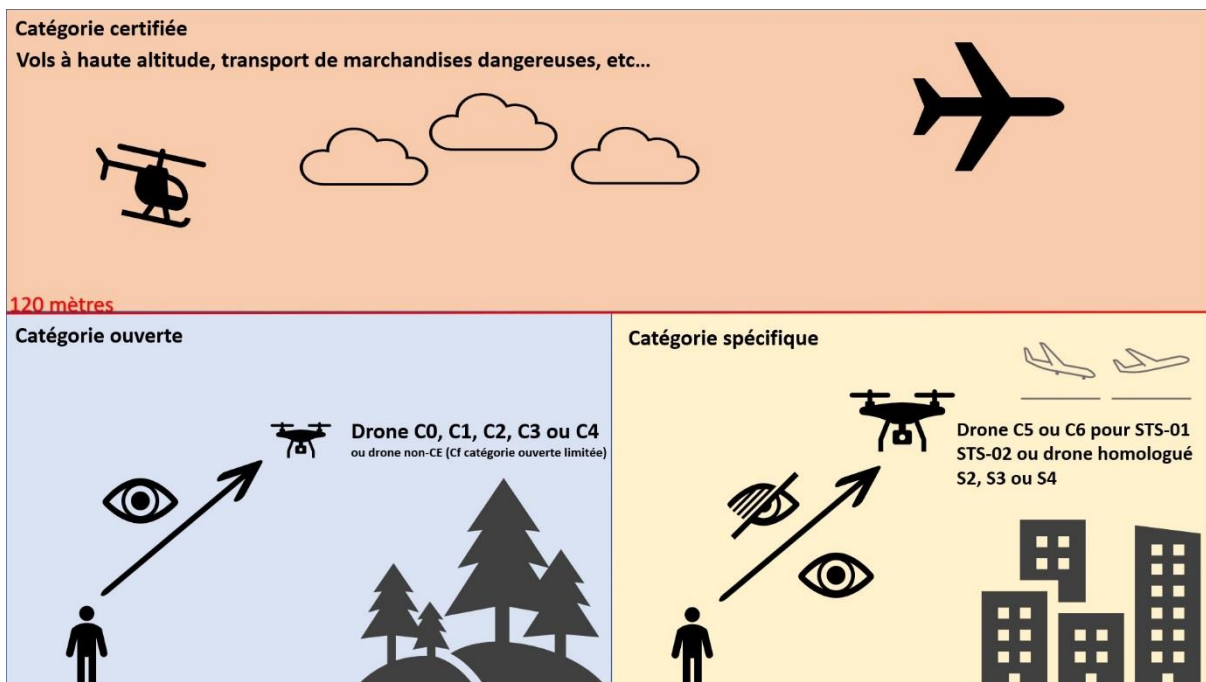 Catégorie certifiée
Vols à haute altitude, transport de marchandises dangereuses, etc...
120 mètres
Catégorie ouverte
Drone C0, C1, C2, C3 ou C4
ou drone non-CE (Cf catégorie ouverte limitée)
Catégorie spécifique
Drone C5 ou C6 pour STS-01
STS-02 ou drone homologué
S2, S3 ou S4